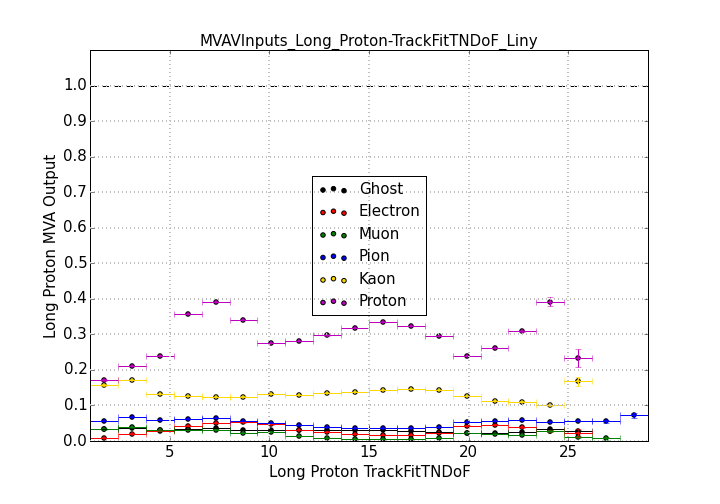 MVAVInputs_Long_Proton-TrackFitTNDoF_Liny
Long Proton MVA Output
1.0
0.9
0.8
0.7
0.6
0.5
0.4
0.3
0.2
0.1
0.0
Ghost
Electron
Muon
Pion
Kaon
Proton
5 10 15 20 25
Long Proton TrackFitTNDoF